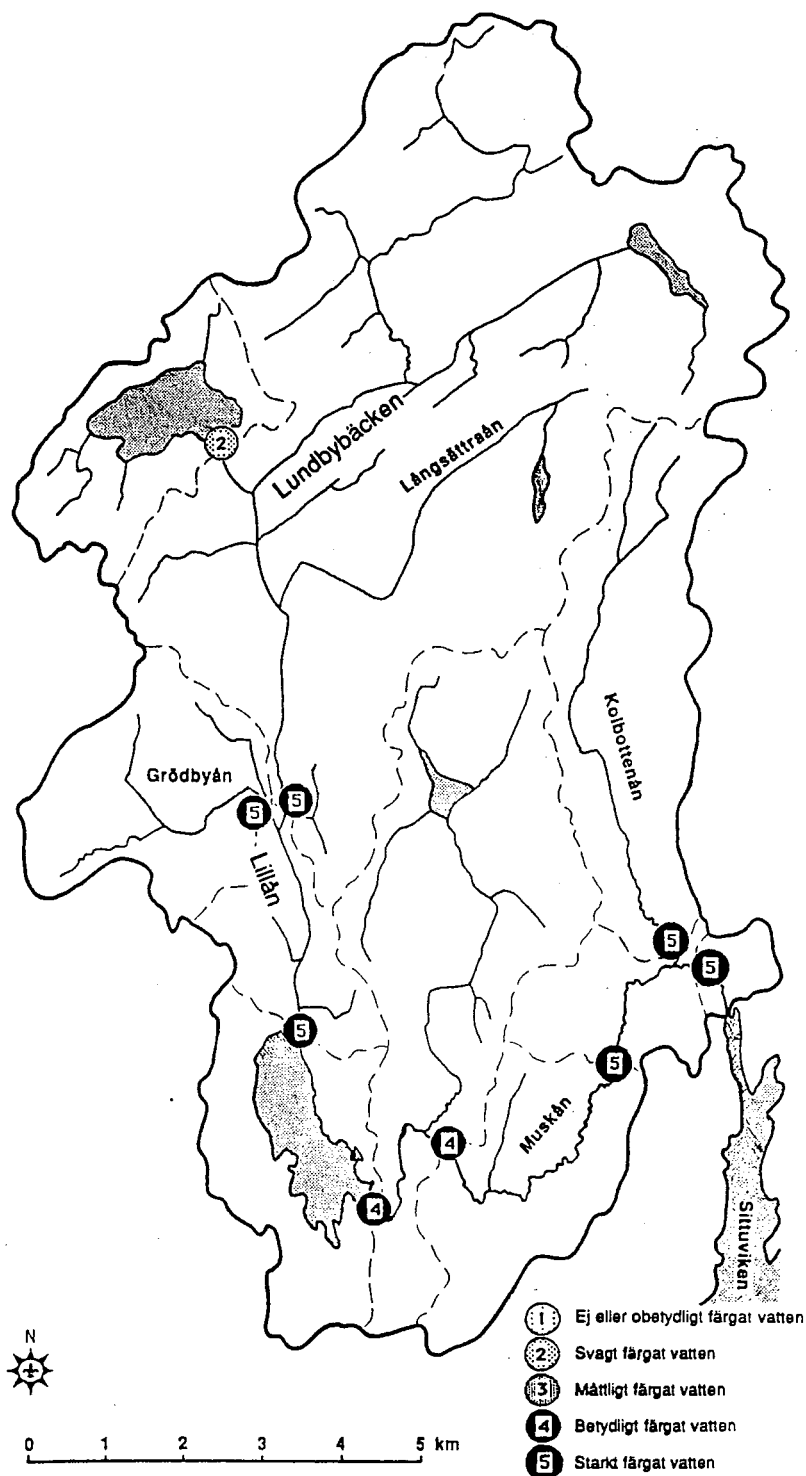 2
Lundbybäcken
Långsättraån
Kolbottenån
Grödbyån
5
5
Lillån
5
5
5
5
Muskån
4
4
Sittuviken
1 Ej eller obetydligt färgat vatten
2 Svagt färgat vatten
3 Måttligt färgat vatten
4 Betydligt färgat vatten
5 Starkt färgat vatten
N
0 1 2 3 4 5 km